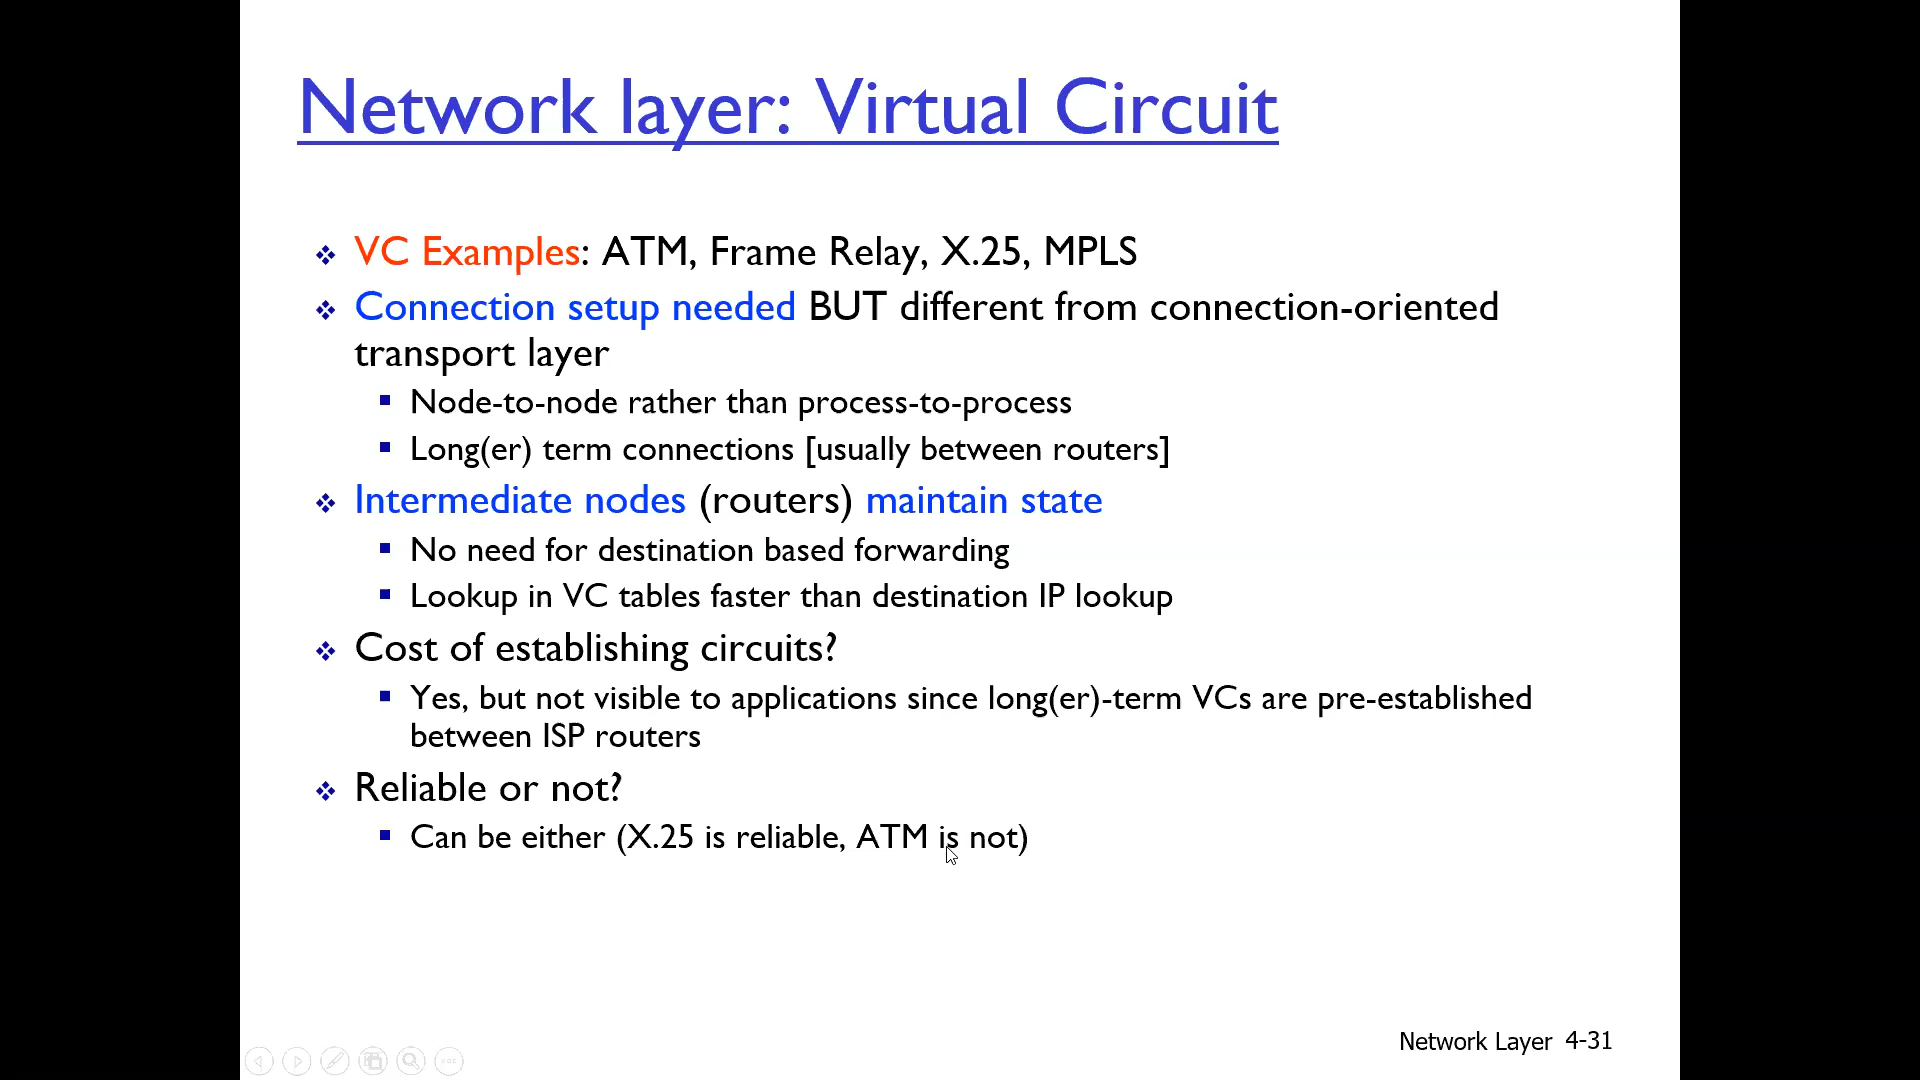 Network layer: Virtual Circuit
VC Examples: ATM, Frame Relay, X.25, MPLS
Connection setup needed BUT different from connection-oriented
transport layer
Node-to-node rather than process-to-process
Long(er) term connections [usually between routers]
Intermediate nodes (routers) maintain state
No need for destination based forwarding
Lookup in VC tables faster than destination IP lookup
Cost of establishing circuits?
Yes, but not visible to applications since long(er)-term VCs are pre-established
between ISP routers
Reliable or not?
Can be either (X.25 is reliable, ATM is not)
Network Layer 4-31